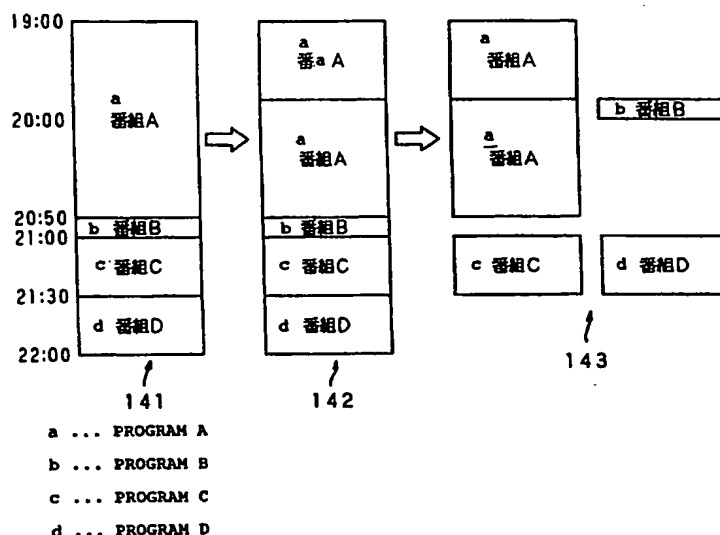 19:00
a
番組A
20:00
20:50
b 番組B
21:00
c 番組C
21:30
d 番組D
22:00
141
a
番a A
a
番組A
b 番組B
c 番組C
d 番組D
142
a
番組A
a
番組A
b 番組B
c 番組C
d 番組D
143
a ... PROGRAM A
b ... PROGRAM B
c ... PROGRAM C
d ... PROGRAM D